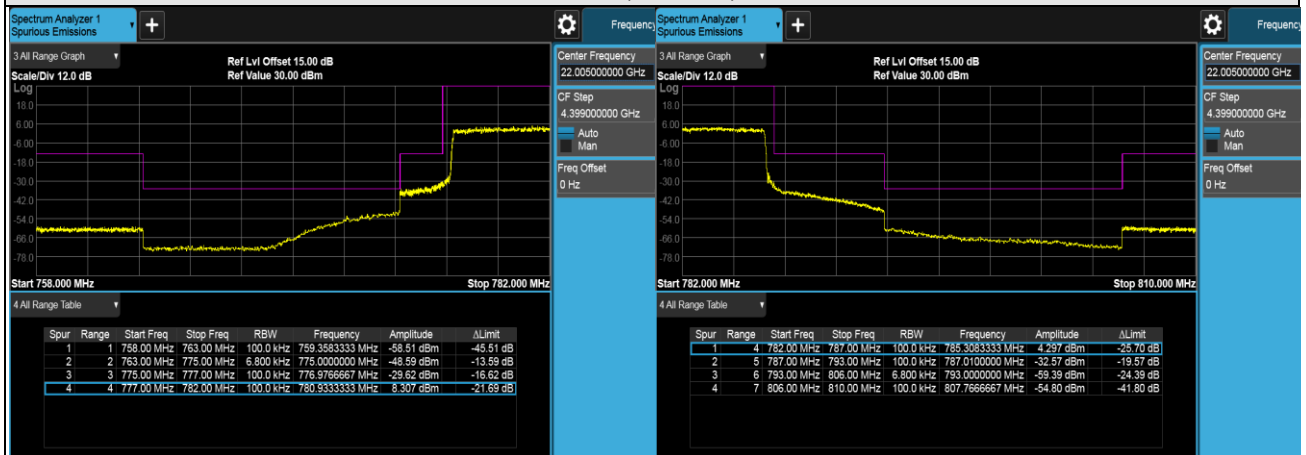 Spectrum Analyzer 1
Spurious Emissions
+
Frequency
3 All Range Graph
Ref Lvl Offset 15.00 dB
Scale/Div 12.0 dB
Ref Value 30.00 dBm
Log
18.0
6.00
-6.00
-18.0
-30.0
-42.0
-54.0
-66.0
-78.0
Start 758.000 MHz
Stop 782.000 MHz
Center Frequency
22.005000000 GHz
CF Step
4.399000000 GHz
Auto
Man
Freq Offset
0 Hz
4 All Range Table
Spur Range Start Freq Stop Freq RBW Frequency Amplitude ΔLimit
1 1 758.00 MHz 763.00 MHz 100.0 kHz 759.3583333 MHz -58.51 dBm -45.51 dB
2 2 763.00 MHz 775.00 MHz 6.800 kHz 775.0000000 MHz -48.59 dBm -13.59 dB
3 3 775.00 MHz 777.00 MHz 100.0 kHz 776.9766667 MHz -29.62 dBm -16.62 dB
4 4 777.00 MHz 782.00 MHz 100.0 kHz 780.9333333 MHz 8.307 dBm -21.69 dB
Spectrum Analyzer 1
Spurious Emissions
+
Frequency
3 All Range Graph
Ref Lvl Offset 15.00 dB
Scale/Div 12.0 dB
Ref Value 30.00 dBm
Log
18.0
6.00
-6.00
-18.0
-30.0
-42.0
-54.0
-66.0
-78.0
Start 782.000 MHz
Stop 810.000 MHz
Center Frequency
22.005000000 GHz
CF Step
4.399000000 GHz
Auto
Man
Freq Offset
0 Hz
4 All Range Table
Spur Range Start Freq Stop Freq RBW Frequency Amplitude ΔLimit
1 4 782.00 MHz 787.00 MHz 100.0 kHz 785.3083333 MHz 4.297 dBm -25.70 dB
2 5 787.00 MHz 793.00 MHz 100.0 kHz 787.0100000 MHz -32.57 dBm -19.57 dB
3 6 793.00 MHz 806.00 MHz 6.800 kHz 793.0000000 MHz -59.39 dBm -24.39 dB
4 7 806.00 MHz 810.00 MHz 100.0 kHz 807.7666667 MHz -54.80 dBm -41.80 dB